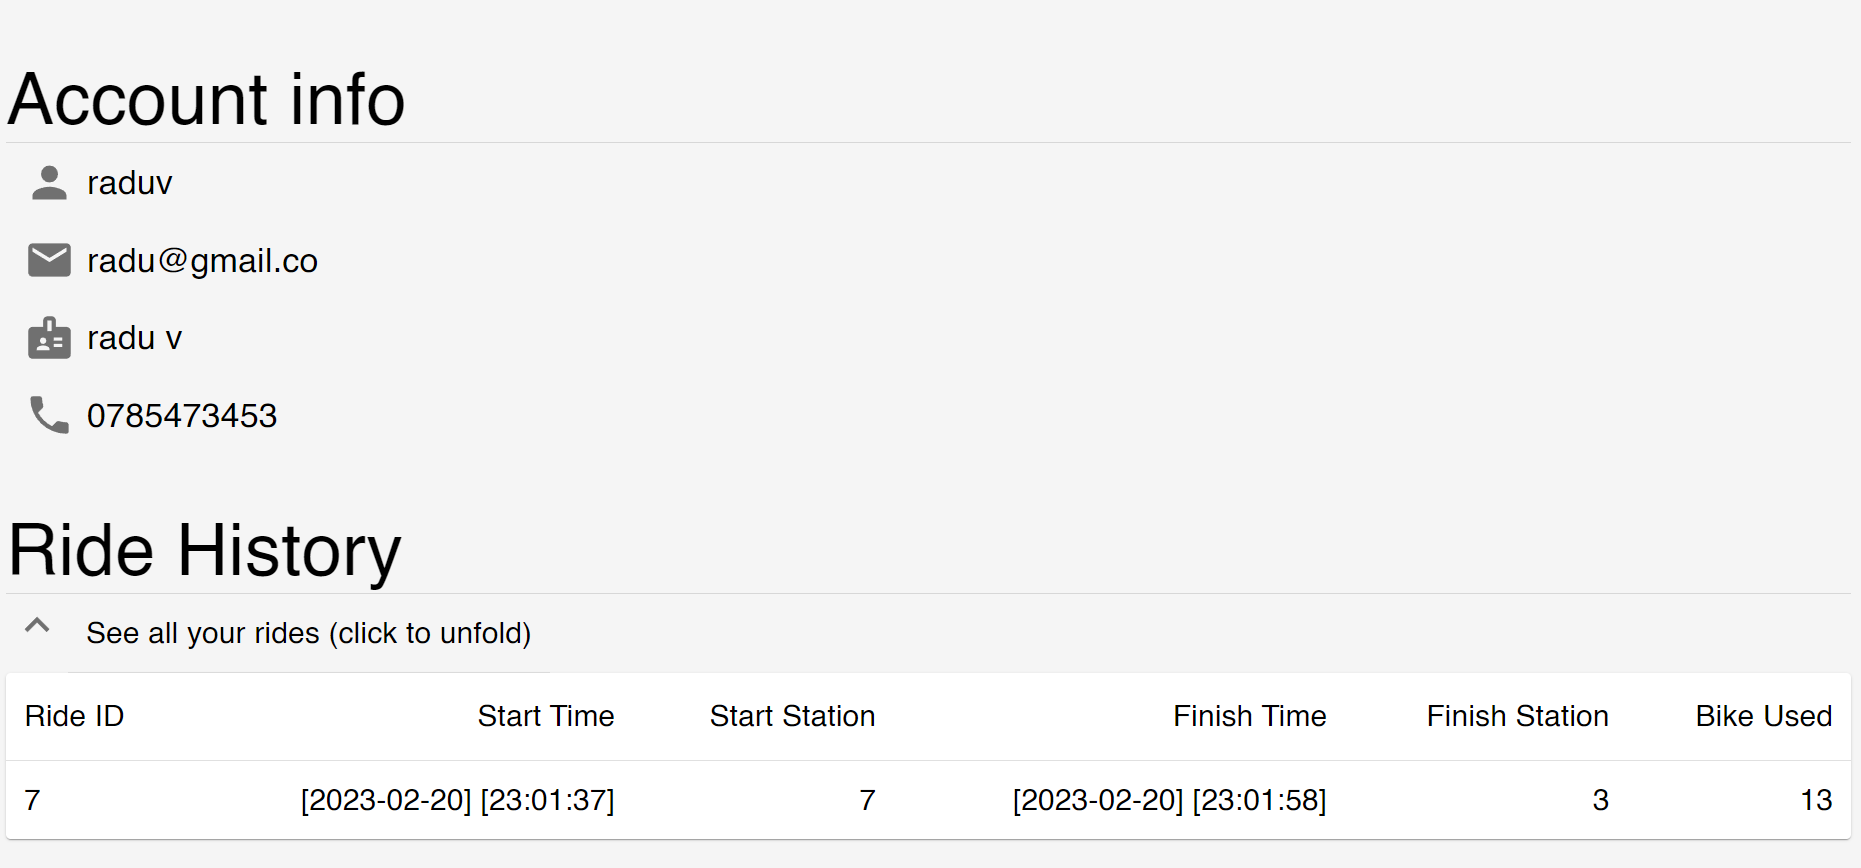 Account info
raduv
radu@gmail.co
radu v
0785473453
Ride History
See all your rides (click to unfold)
Ride ID Start Time Start Station Finish Time Finish Station Bike Used
7 [2023-02-20] [23:01:37] 7 [2023-02-20] [23:01:58] 3 13